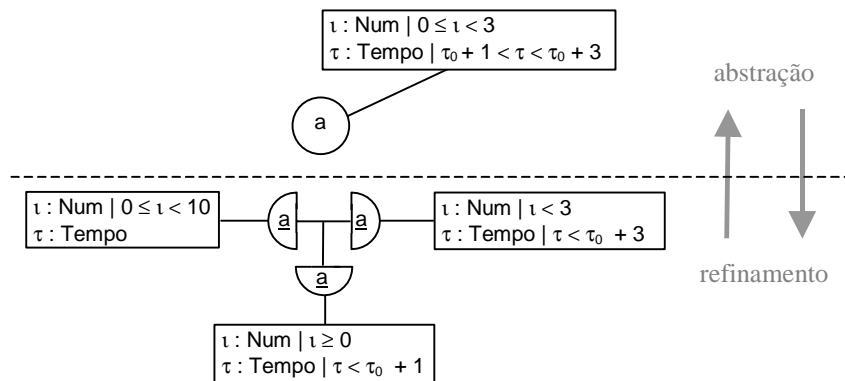 ι : Num | 0 ≤ ι < 3
τ : Tempo | τ₀ + 1 < τ < τ₀ + 3
abstração
a
ι : Num | 0 ≤ ι < 10
τ : Tempo
a
a
ι : Num | ι < 3
τ : Tempo | τ < τ₀ + 3
a
refinamento
ι : Num | ι ≥ 0
τ : Tempo | τ < τ₀ + 1